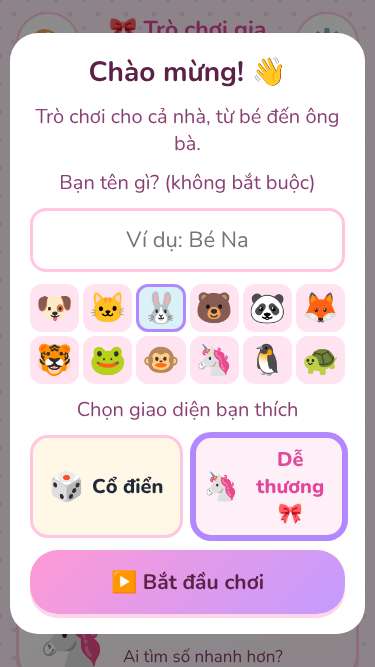 Trò chơi gia
Chào mừng! 👋
Trò chơi cho cả nhà, từ bé đến ông
bà.
Bạn tên gì? (không bắt buộc)
Ví dụ: Bé Na
Chọn giao diện bạn thích
Cổ điển
Dễ
thương
Bắt đầu chơi
Ai tìm số nhanh hơn?